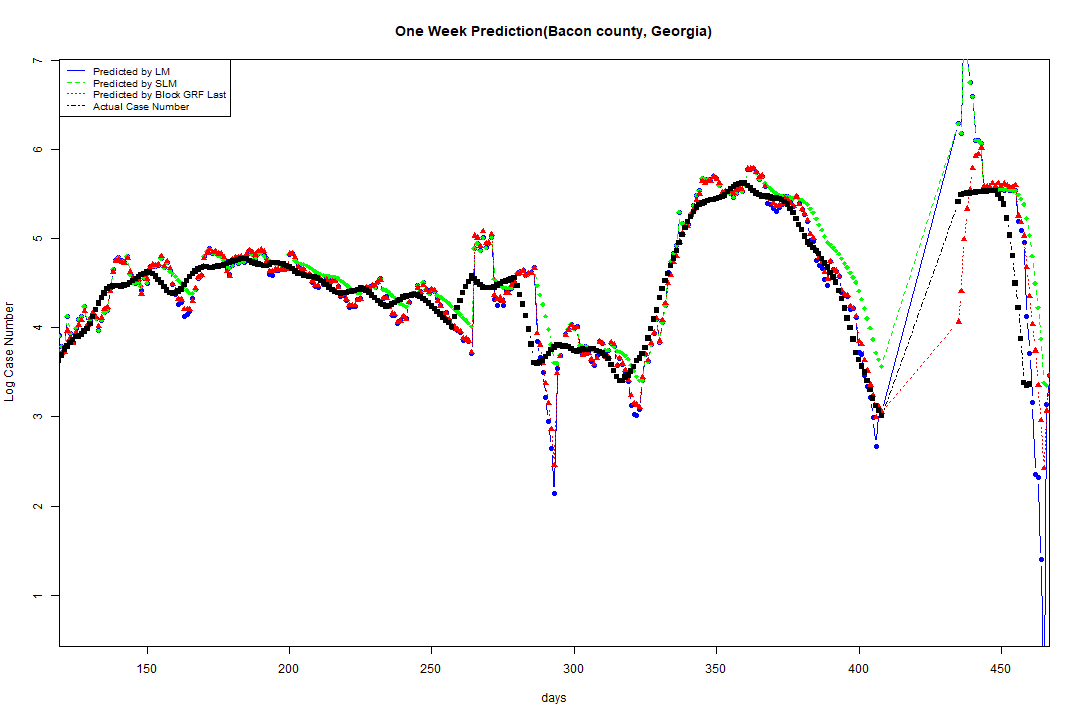 One Week Prediction(Bacon county, Georgia)
Predicted by LM
Predicted by SLM
Predicted by Block GRF Last
Actual Case Number
Log Case Number
7
6
5
4
3
2
1
150 200 250 300 350 400 450
days